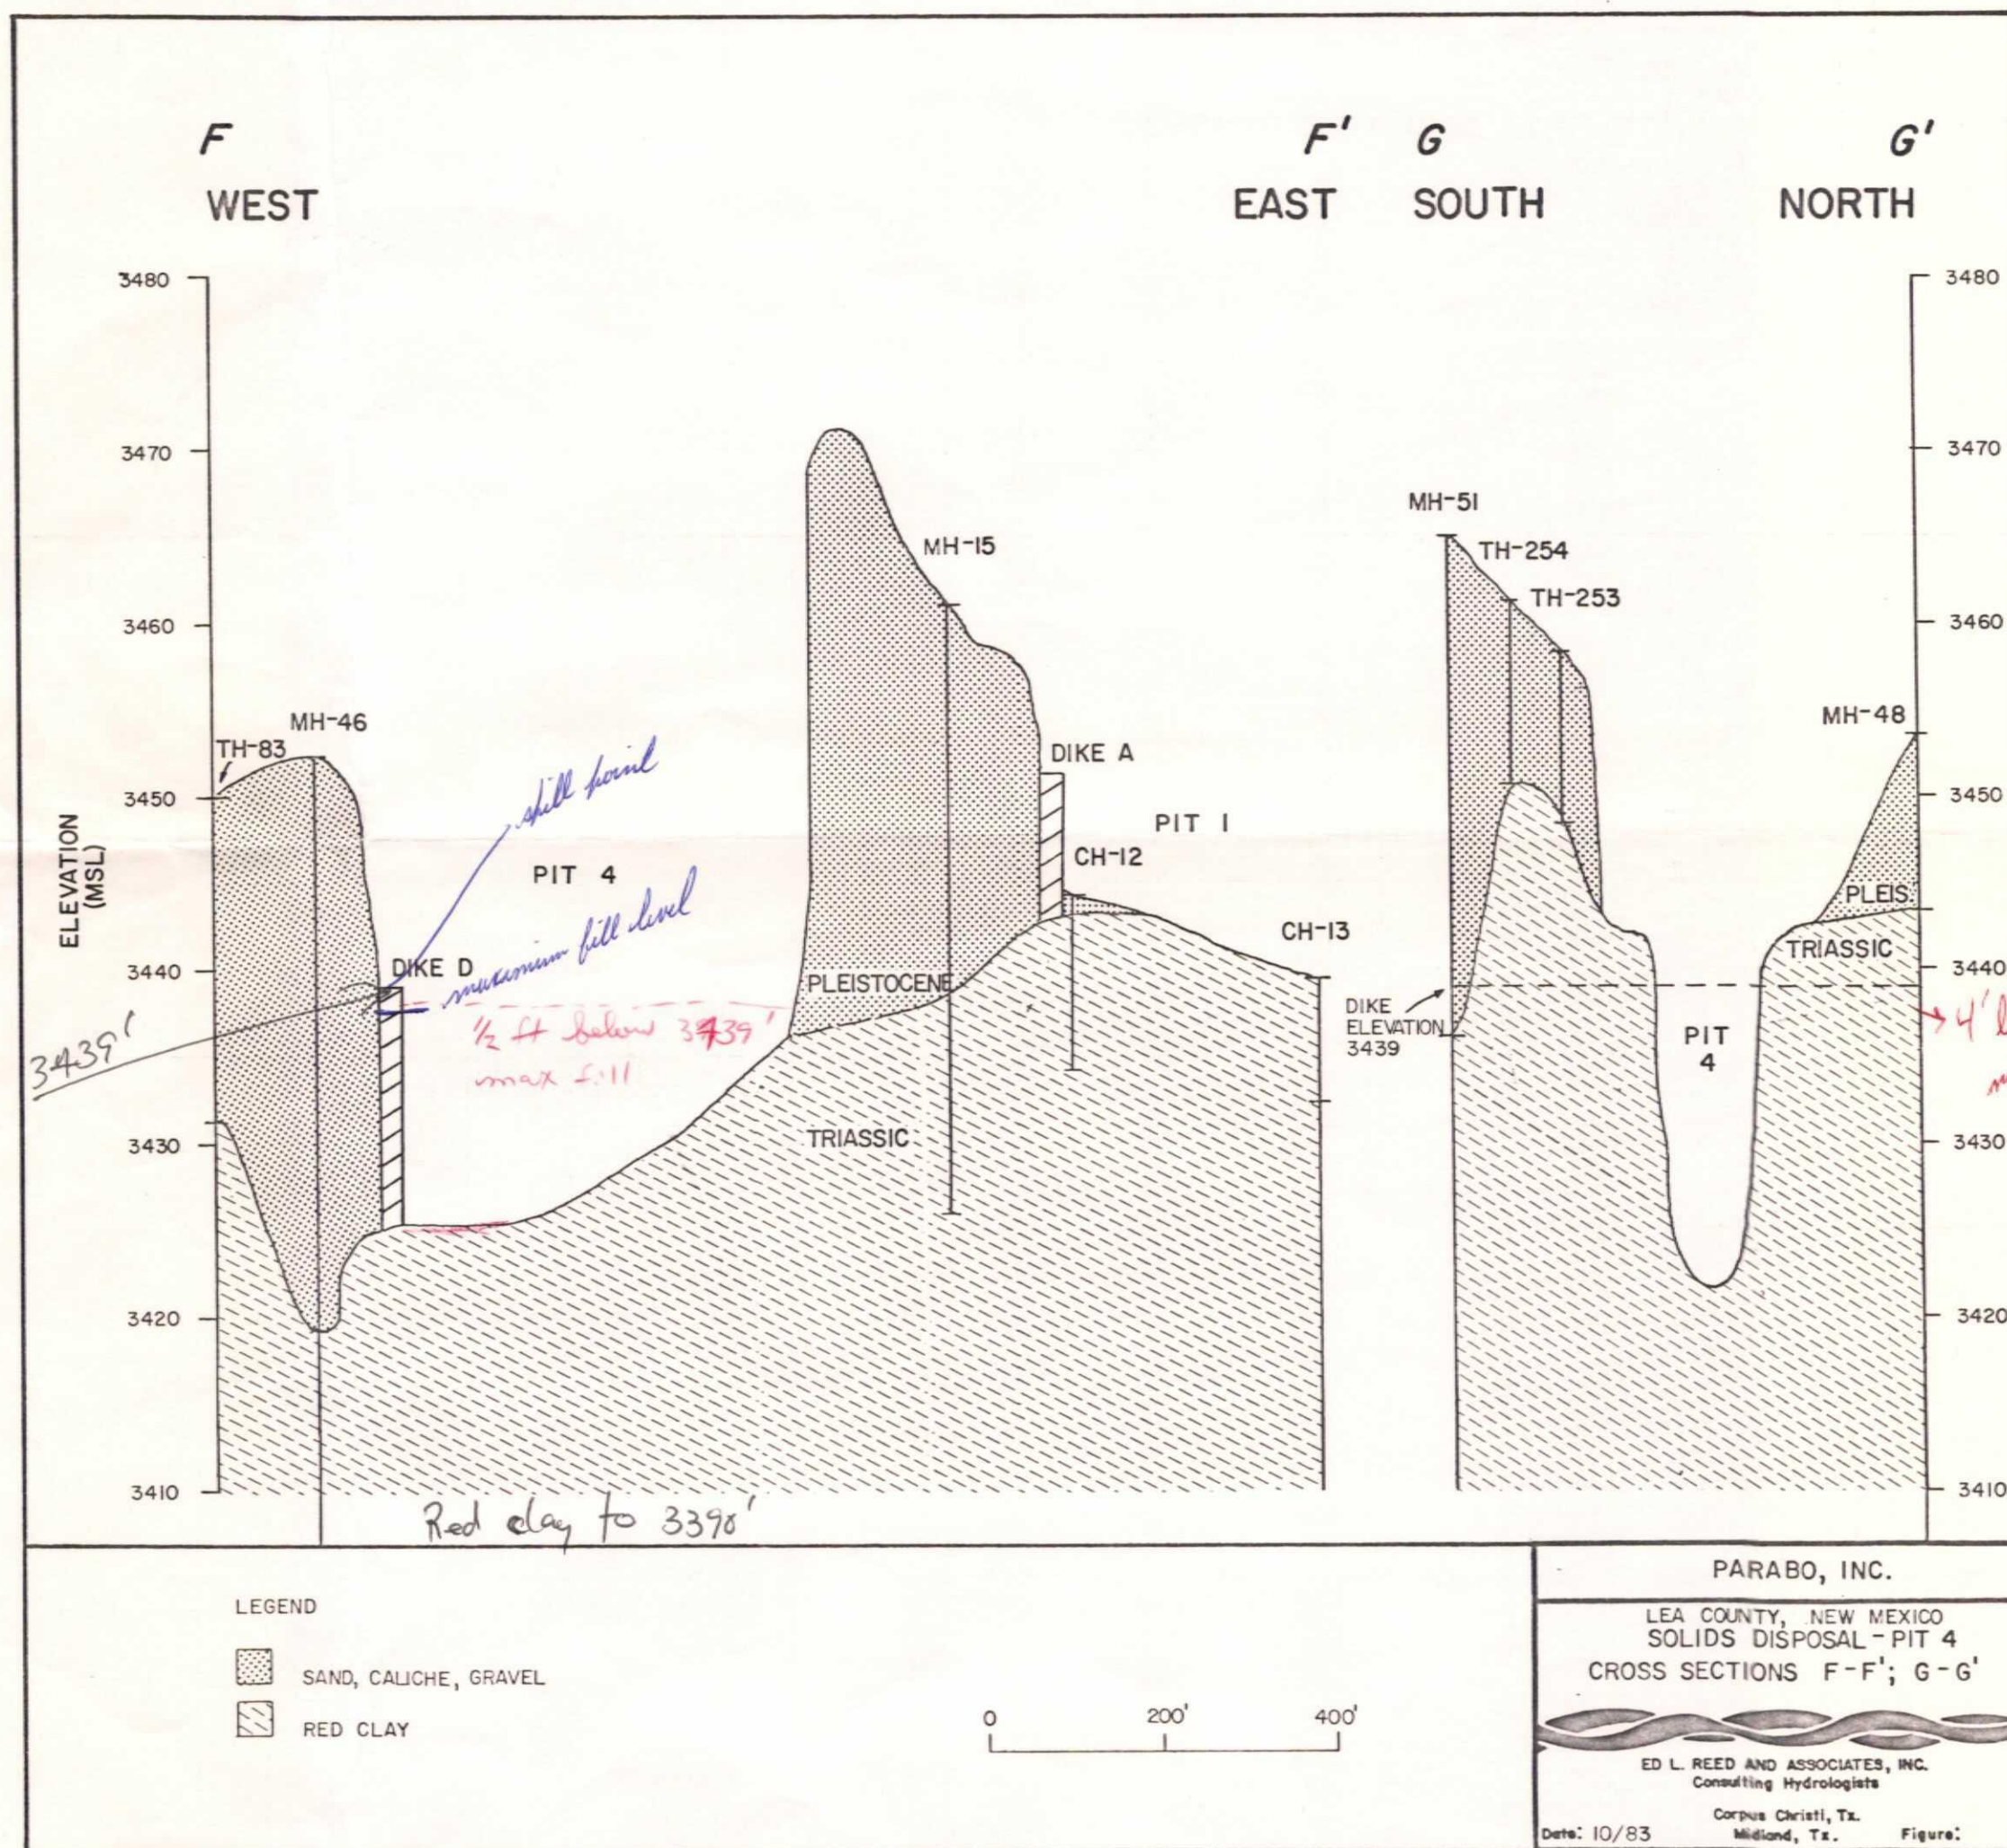 F
F'
G
G'
WEST
EAST
SOUTH
NORTH
3480
3480
3470
3470
MH-51
TH-254
MH-15
TH-253
3460
3460
MH-46
TH-83
MH-48
spill point
DIKE A
3450
3450
PIT 1
ELEVATION
(MSL)
PIT 4
CH-12
maximum fill level
PLEIS.
CH-13
TRIASSIC
3440
DIKE D
3440
PLEISTOCENE
DIKE
ELEVATION
3439
PIT
4
4'
1/2 ft below 3439'
max fill
3439'
3430
TRIASSIC
3430
3420
3420
3410
3410
Red clay to 3390'
PARABO, INC.
LEGEND
LEA COUNTY, NEW MEXICO
SOLIDS DISPOSAL - PIT 4
CROSS SECTIONS F-F'; G-G'
SAND, CALICHE, GRAVEL
RED CLAY
0 200' 400'
ED L. REED AND ASSOCIATES, INC.
Consulting Hydrologists
Corpus Christi, Tx.
Date: 10/83 Midland, Tx. Figure: